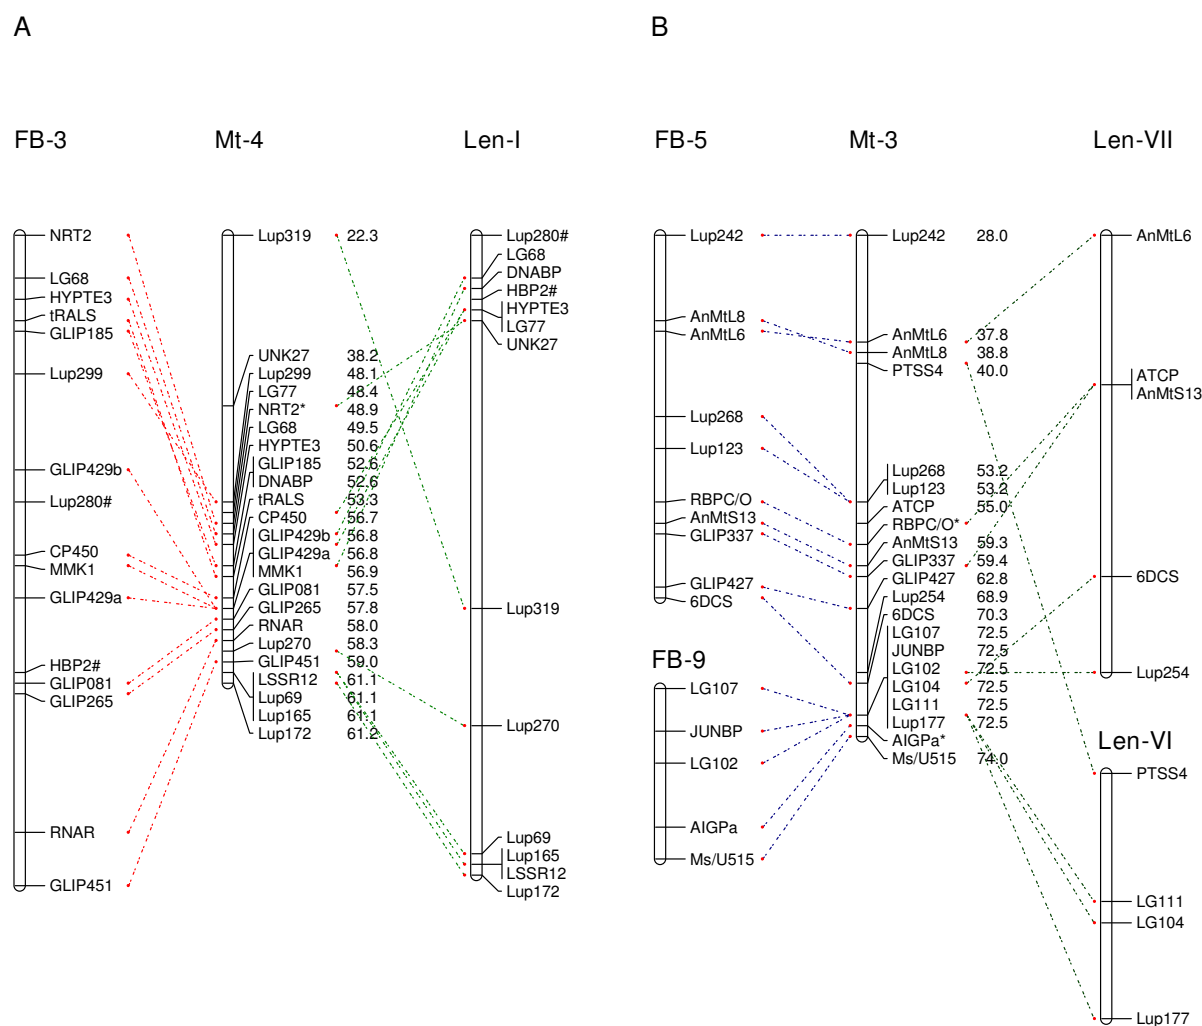 A
B
FB-3
Mt-4
Len-I
FB-5
Mt-3
Len-VII
NRT2
LG68
HYPTE3
tRALS
GLIP185
Lup299
GLIP429b
Lup280#
CP450
MMK1
GLIP429a
HBP2#
GLIP081
GLIP265
RNAR
GLIP451
Lup319 22.3
UNK27 38.2
Lup299 48.1
LG77 48.4
NRT2* 48.9
LG68 49.5
HYPTE3 50.6
GLIP185 52.6
DNABP 52.6
tRALS 53.3
CP450 56.7
GLIP429b 56.8
GLIP429a 56.8
MMK1 56.9
GLIP081 57.5
GLIP265 57.8
RNAR 58.0
Lup270 58.3
GLIP451 59.0
LSSR12 61.1
Lup69 61.1
Lup165 61.1
Lup172 61.2
Lup280#
LG68
DNABP
HBP2#
HYPTE3
LG77
UNK27
Lup319
Lup270
Lup69
Lup165
LSSR12
Lup172
Lup242
AnMtL8
AnMtL6
Lup268
Lup123
RBPC/O
AnMtS13
GLIP337
GLIP427
6DCS
FB-9
LG107
JUNBP
LG102
AIGPa
Ms/U515
Lup242 28.0
AnMtL6 37.8
AnMtL8 38.8
PTSS4 40.0
Lup268 53.2
Lup123 53.2
ATCP 55.0
RBPC/O*
AnMtS13 59.3
GLIP337 59.4
GLIP427 62.8
Lup254 68.9
6DCS 70.3
LG107 72.5
JUNBP 72.5
LG102 72.5
LG104 72.5
LG111 72.5
Lup177 72.5
AIGPa*
Ms/U515 74.0
AnMtL6
ATCP
AnMtS13
6DCS
Lup254
Len-VI
PTSS4
LG111
LG104
Lup177